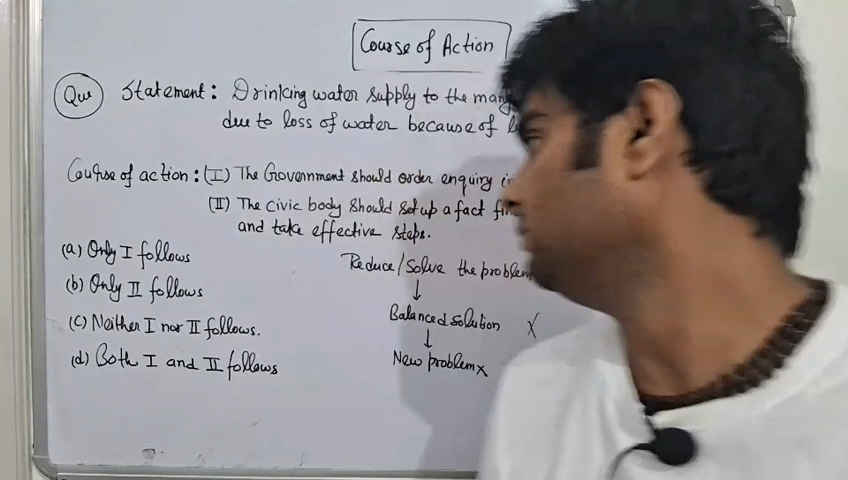 Course of Action
Que Statement: Drinking water supply to the many
due to loss of water because of
Course of action: (I) The Government should order enquiry
(II) The civic body should set up a fact
and take effective steps.
(a) Only I follows
(b) Only II follows
(c) Neither I nor II follows.
(d) Both I and II follows
Reduce/Solve the problem
↓
Balanced solution X
↓
New problem x